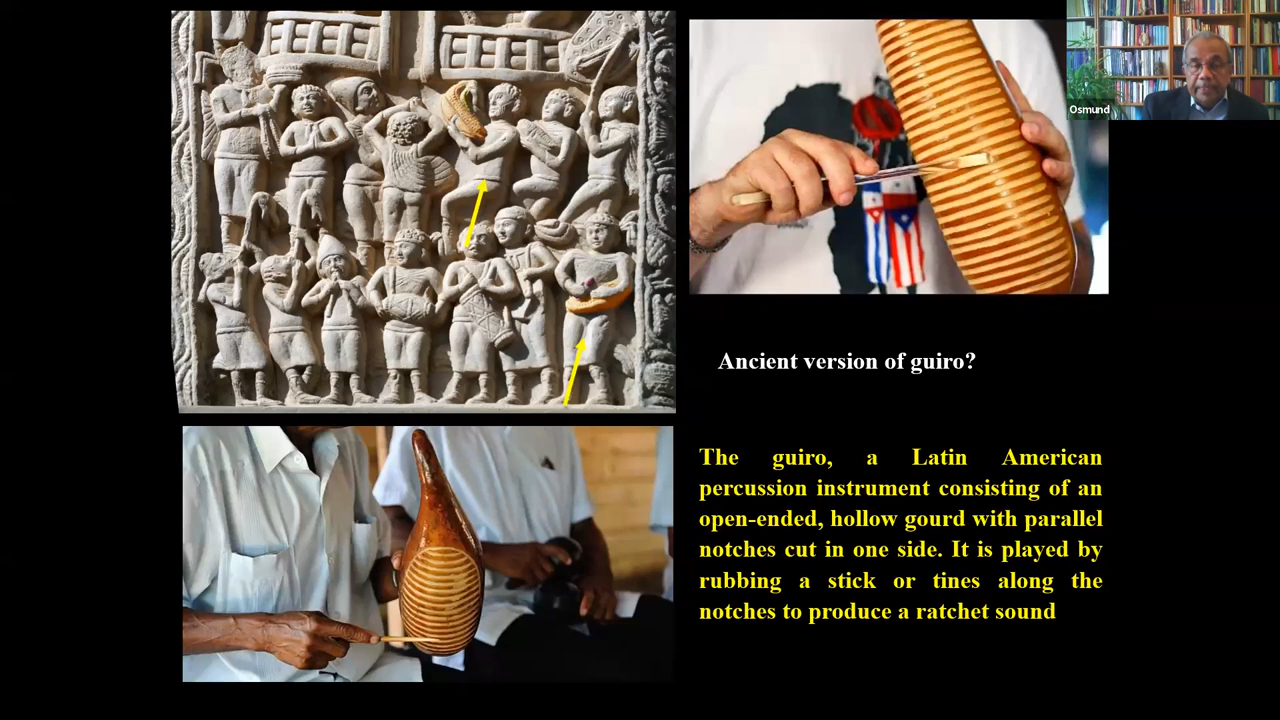 Osmund
Ancient version of guiro?
The guiro, a Latin American
percussion instrument consisting of an
open-ended, hollow gourd with parallel
notches cut in one side. It is played by
rubbing a stick or tines along the
notches to produce a ratchet sound